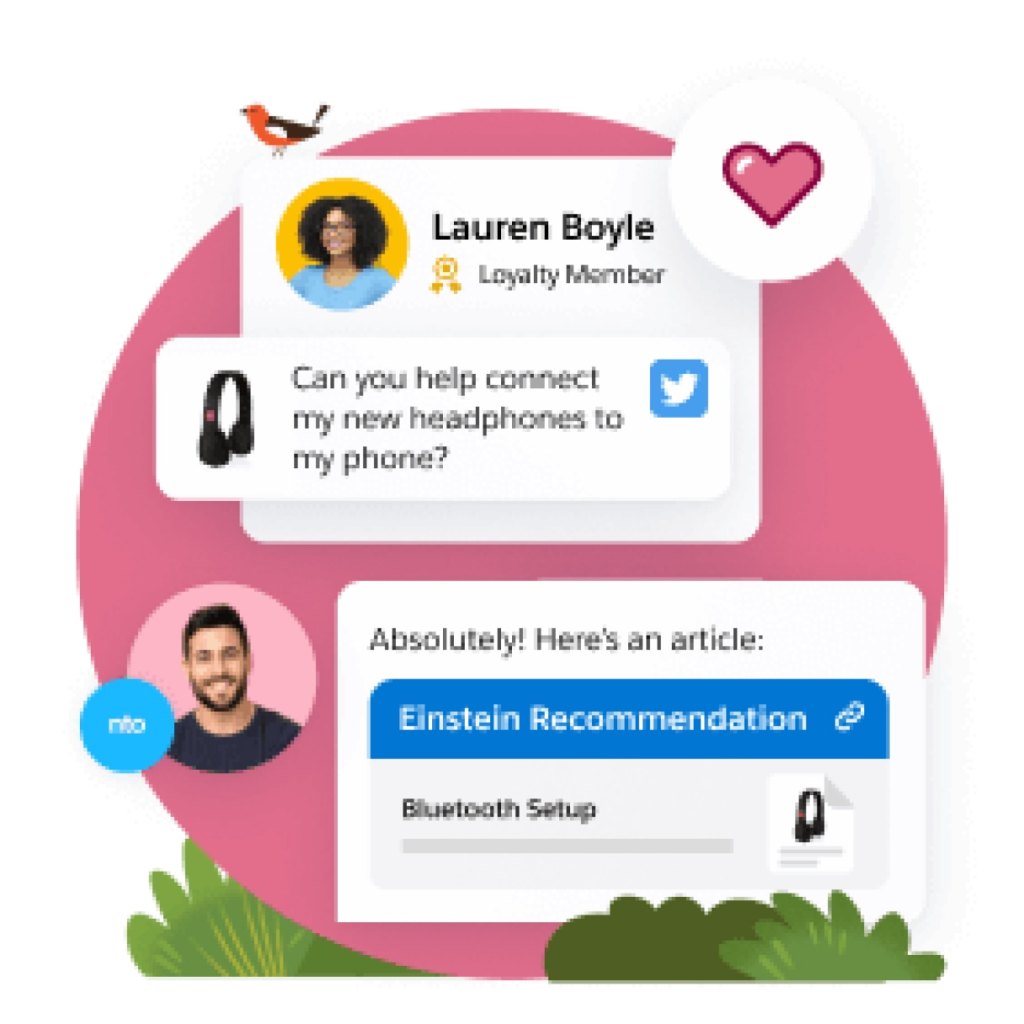 Lauren Boyle
Loyalty Member
Can you help connect
my new headphones to
my phone?
Absolutely! Here's an article:
nto
Einstein Recommendation
Bluetooth Setup